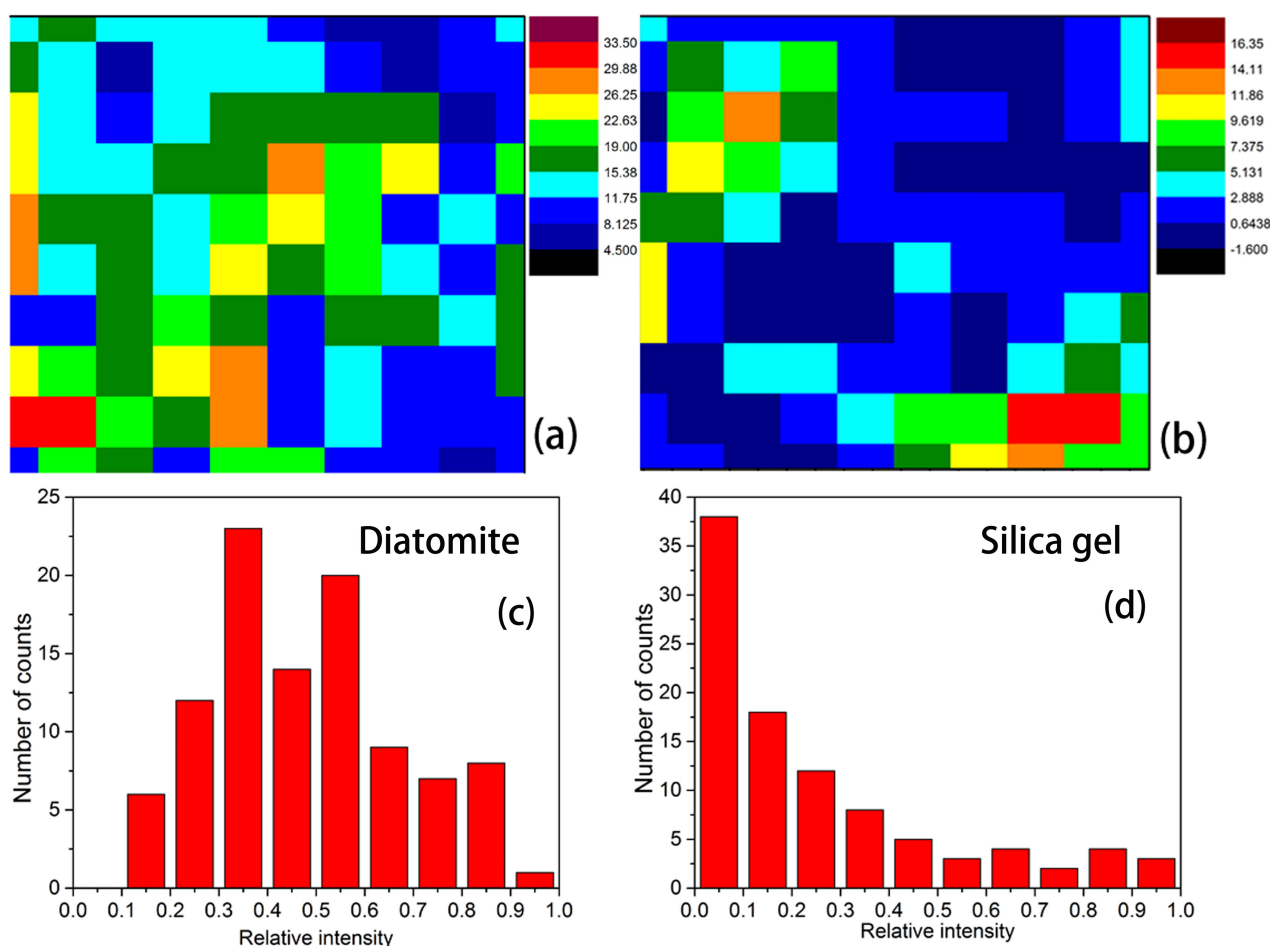 33.50
29.88
26.25
22.63
19.00
15.38
11.75
8.125
4.500
(a)
16.35
14.11
11.86
9.619
7.375
5.131
2.888
0.6438
-1.600
(b)
25
20
15
10
5
0
Number of counts
Diatomite
(c)
0.0 0.1 0.2 0.3 0.4 0.5 0.6 0.7 0.8 0.9 1.0
Relative intensity
40
35
30
25
20
15
10
5
0
Number of counts
Silica gel
(d)
0.0 0.1 0.2 0.3 0.4 0.5 0.6 0.7 0.8 0.9 1.0
Relative intensity